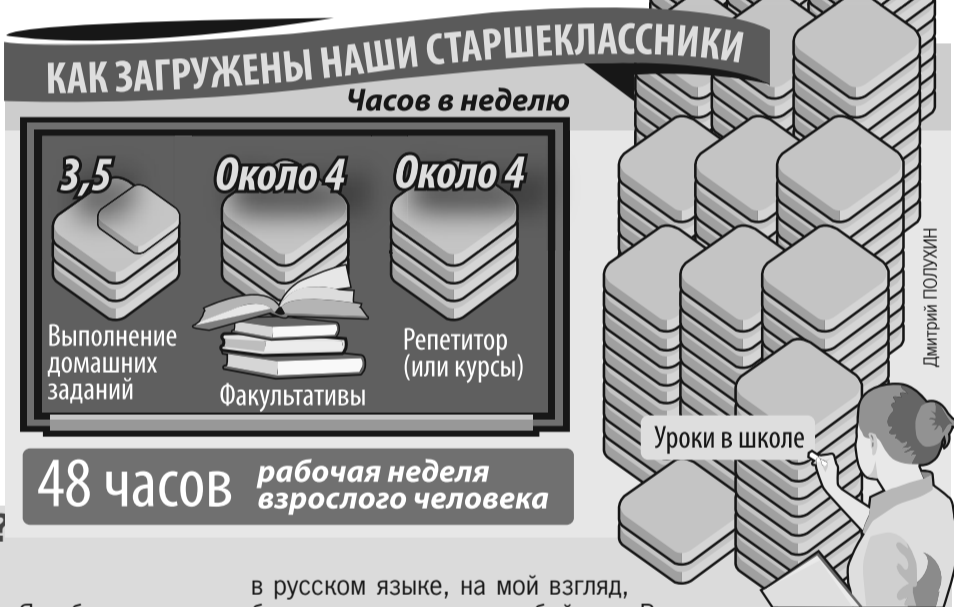 КАК ЗАГРУЖЕНЫ НАШИ СТАРШЕКЛАССНИКИ
Часов в неделю
3,5
Выполнение
домашних
заданий
Около 4
Факультативы
Около 4
Репетитор
(или курсы)
Уроки в школе
Дмитрий ПОЛУХИН
48 часов
рабочая неделя
взрослого человека
в русском языке, на мой взгляд,